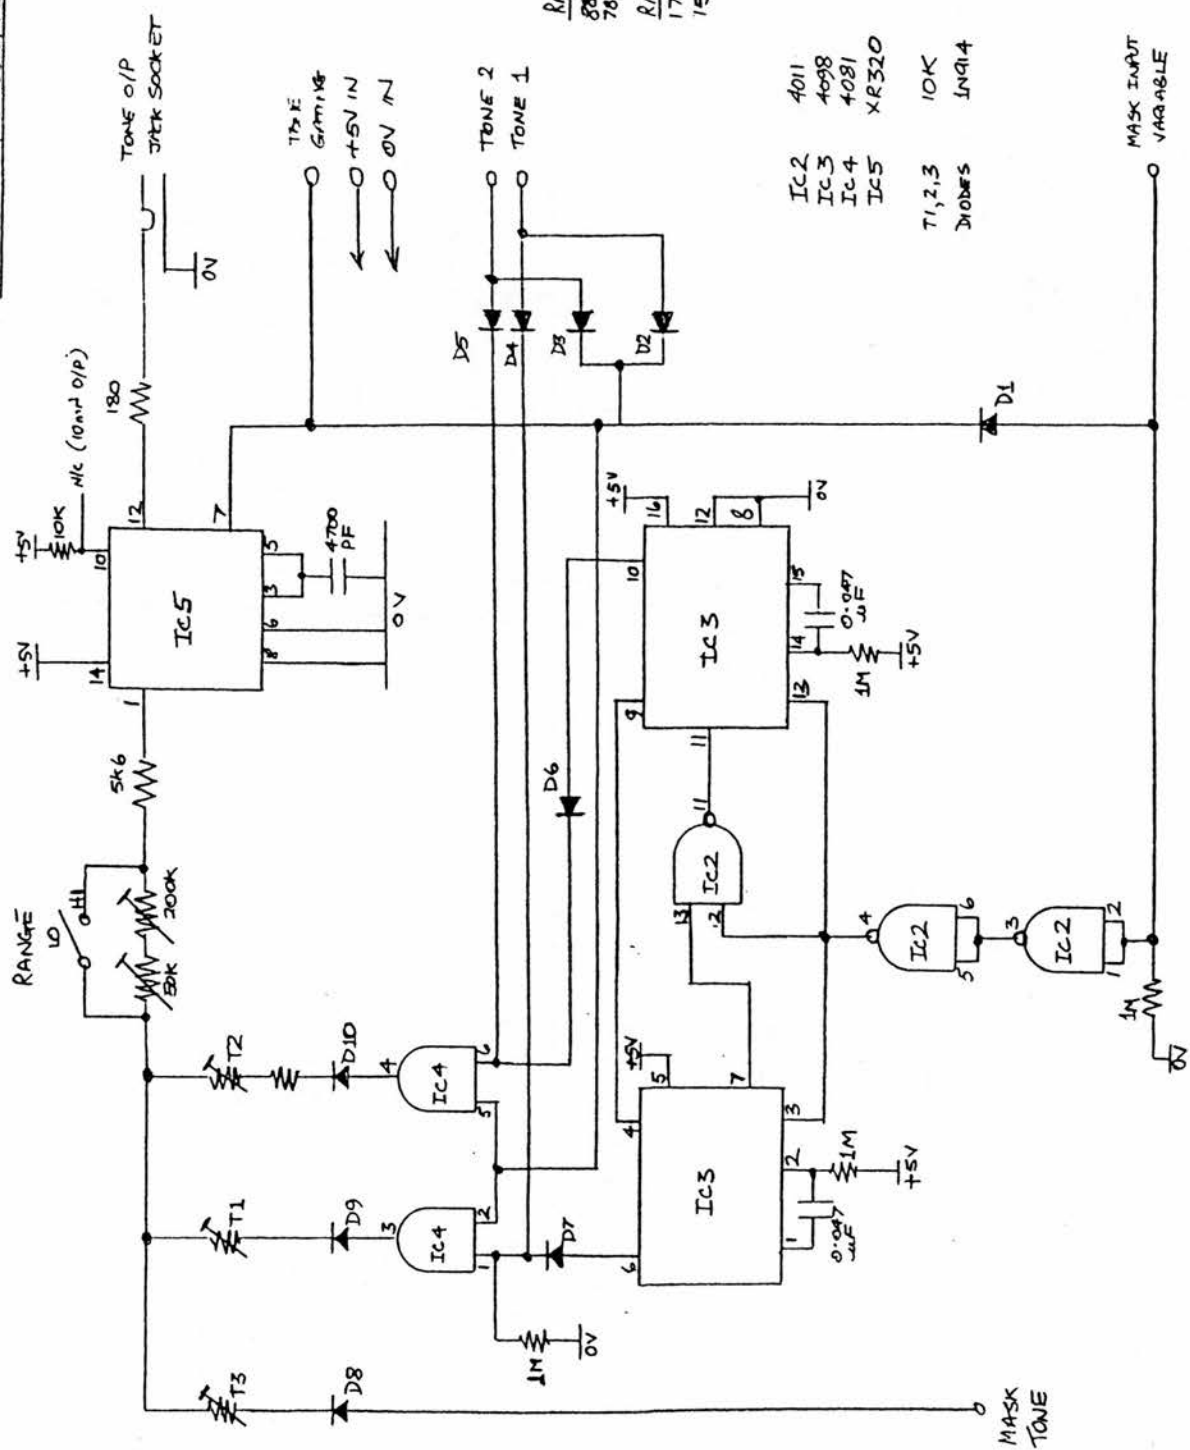 RANGE
LO
HI
50K
200K
5K6
1
+5V
14
+5V
10K
N/C (10min O/P)
10
IC5
12
180
TONE O/P
JACK SOCKET
0V
7
8
6
3
5
4700
PF
0V
GATING
+5V IN
0V IN
TONE 2
TONE 1
D5
D4
D3
D2
T3
D8
T1
D9
3
IC4
1
2
T2
D10
4
IC4
5
6
1M
0V
D7
D6
6
4
5
+5V
7
IC3
1
2
3
0.047
uF
1M
+5V
13
12
IC2
11
11
9
10
16
+5V
12
8
0V
IC3
13
14
15
0.047
uF
1M
+5V
4
IC2
5
6
3
IC2
1
2
1M
0V
D1
MASK
TONE
MASK INPUT
VARIABLE
IC2 4011
IC3 4098
IC4 4081
IC5 XR320
T1,2,3 10K
DIODES 1N914